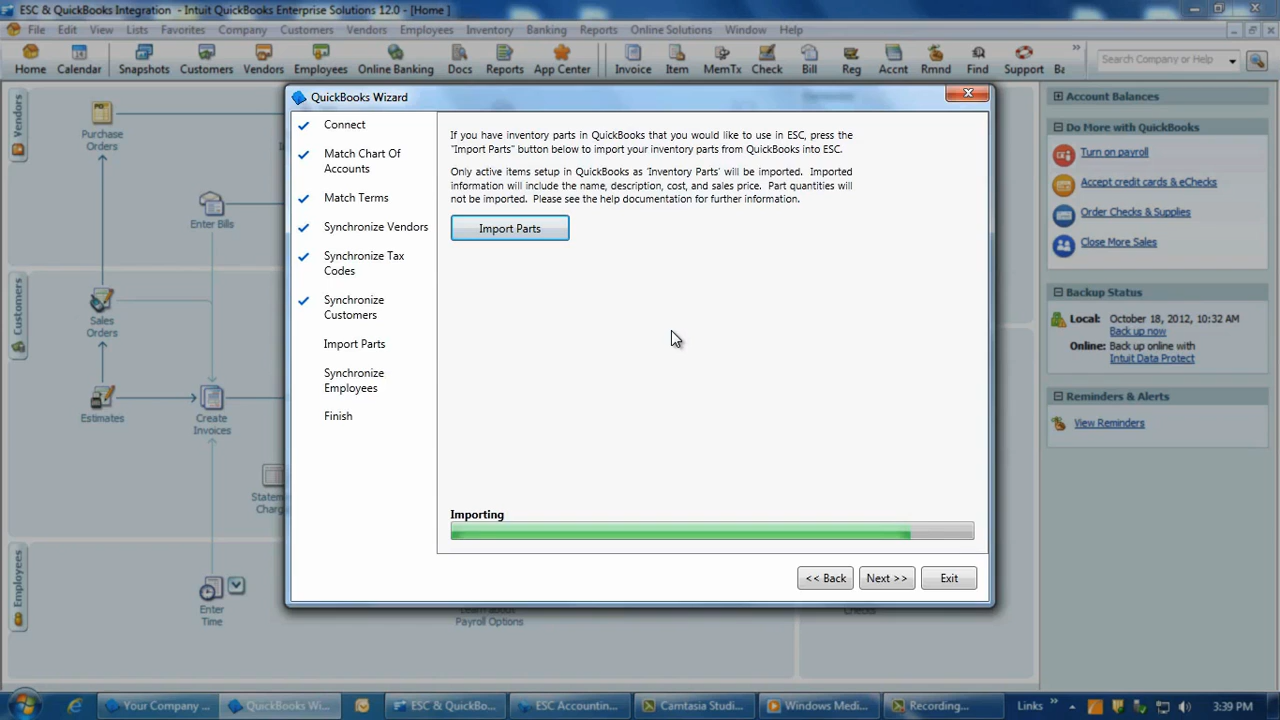 ESC & QuickBooks Integration - Intuit QuickBooks Enterprise Solutions 12.0 - [Home ]
File Edit View Lists Favorites Company Customers Vendors Employees Inventory Banking Reports Online Solutions Window Help
Home Calendar Snapshots Customers Vendors Employees Online Banking Docs Reports App Center Invoice Item MemTx Check Bill Reg Accnt Rmnd Find Support Ba
Search Company or Help
Vendors
Purchase
Orders
Enter Bills
Customers
Sales
Orders
Estimates
Create
Invoices
Statem
Charg
Employees
Enter
Time
Learn about
Payroll Options
Checks
QuickBooks Wizard
Connect
Match Chart Of
Accounts
Match Terms
Synchronize Vendors
Synchronize Tax
Codes
Synchronize
Customers
Import Parts
Synchronize
Employees
Finish
If you have inventory parts in QuickBooks that you would like to use in ESC, press the
"Import Parts" button below to import your inventory parts from QuickBooks into ESC.
Only active items setup in QuickBooks as 'Inventory Parts' will be imported. Imported
information will include the name, description, cost, and sales price. Part quantities will
not be imported. Please see the help documentation for further information.
Import Parts
Importing
<< Back Next >> Exit
Account Balances
Do More with QuickBooks
Turn on payroll
Accept credit cards & eChecks
Order Checks & Supplies
Close More Sales
Backup Status
Local: October 18, 2012, 10:32 AM
Back up now
Online: Back up online with
Intuit Data Protect
Reminders & Alerts
View Reminders
Your Company ... QuickBooks Wi... ESC & QuickBo... ESC Accountin... Camtasia Studi... Windows Medi... Recording... Links 3:39 PM